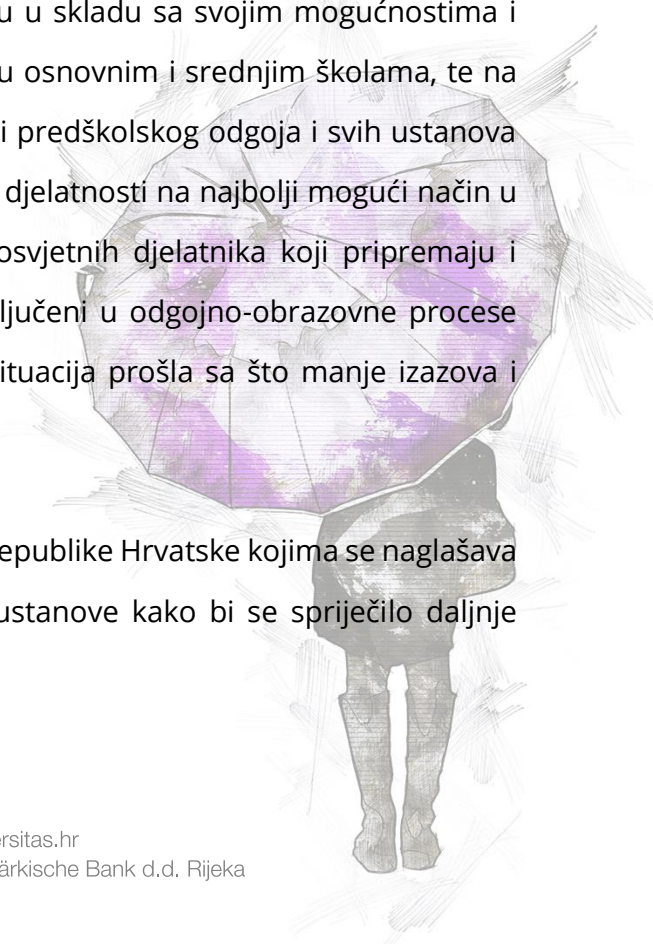 u u skladu sa svojim mogućnostima i
u osnovnim i srednjim školama, te na
i predškolskog odgoja i svih ustanova
djelatnosti na najbolji mogući način u
osvjetnih djelatnika koji pripremaju i
ljučeni u odgojno-obrazovne procese
ituacija prošla sa što manje izazova i
epublike Hrvatske kojima se naglašava
ustanove kako bi se spriječilo daljnje
ersitas.hr
ärkische Bank d.d. Rijeka